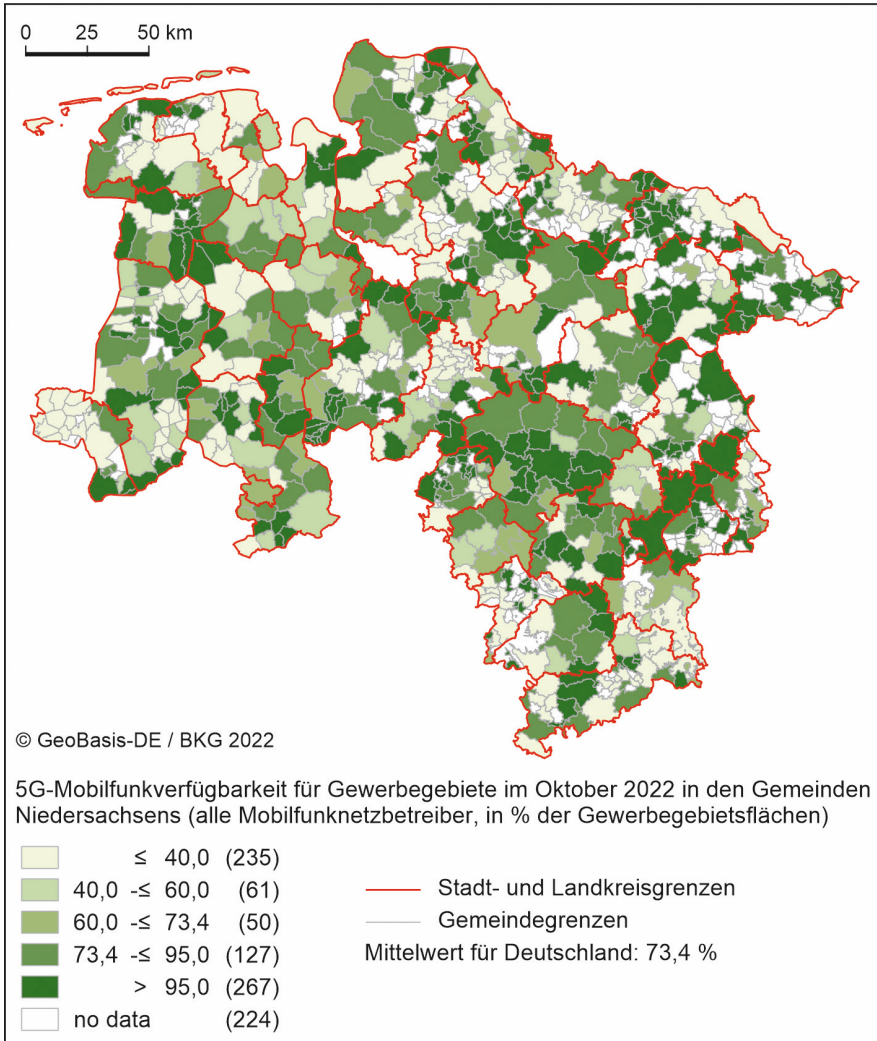 0 25 50 km
© GeoBasis-DE / BKG 2022
5G-Mobilfunkverfügbarkeit für Gewerbegebiete im Oktober 2022 in den Gemeinden
Niedersachsens (alle Mobilfunknetzbetreiber, in % der Gewerbegebietsflächen)
≤ 40,0 (235)
40,0 -≤ 60,0 (61)
60,0 -≤ 73,4 (50)
73,4 -≤ 95,0 (127)
> 95,0 (267)
no data (224)
Stadt- und Landkreisgrenzen
Gemeindegrenzen
Mittelwert für Deutschland: 73,4 %